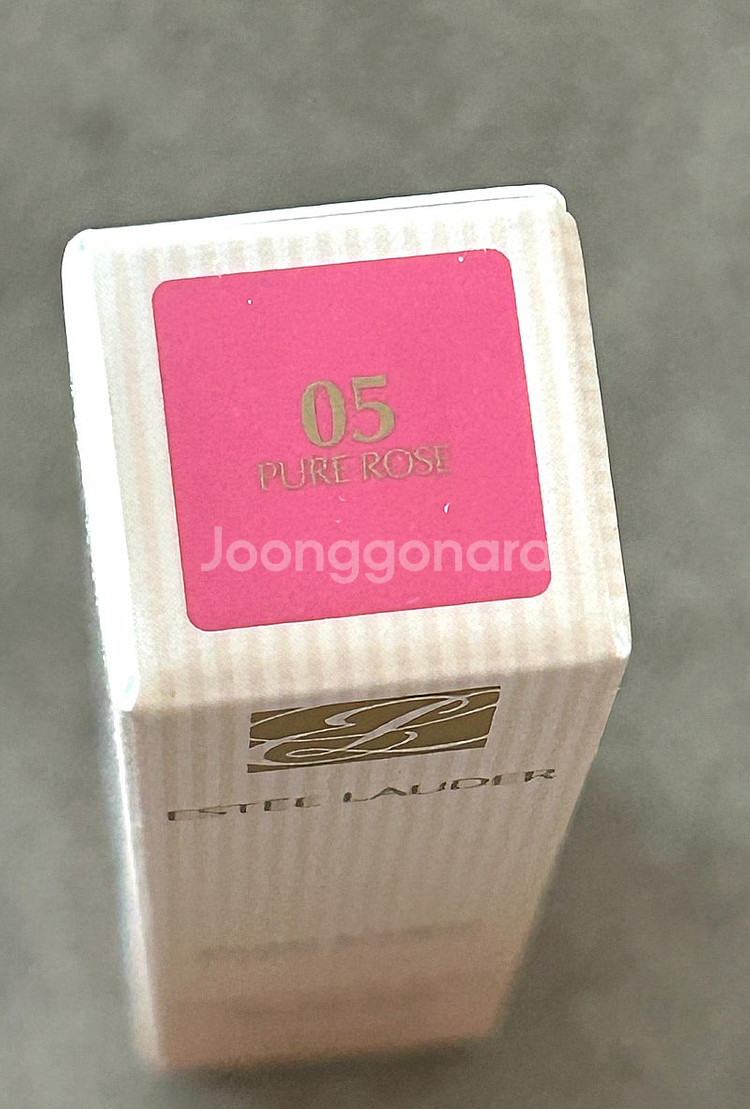 05
PURE ROSE
Joonggonara
ESTEE LAUDER